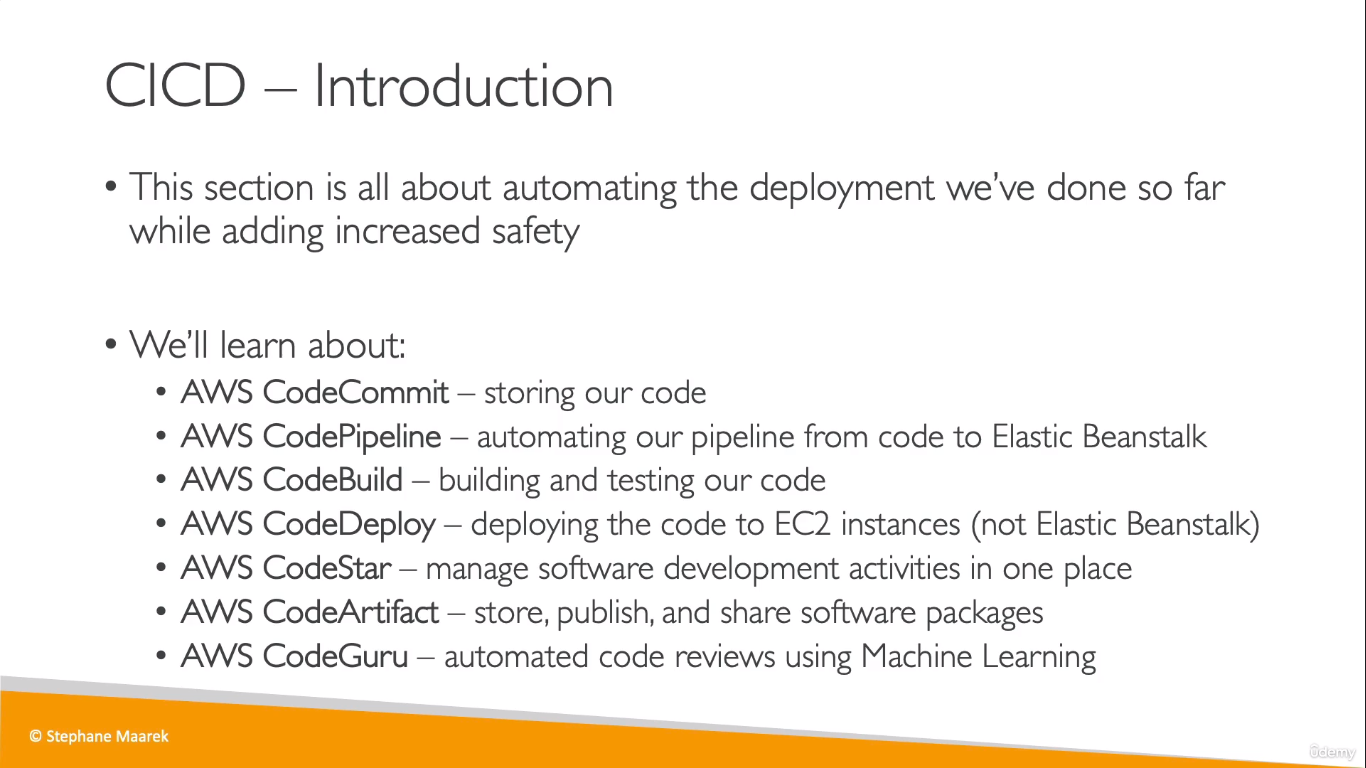 CICD – Introduction
• This section is all about automating the deployment we’ve done so far
while adding increased safety
• We’ll learn about:
• AWS CodeCommit – storing our code
• AWS CodePipeline – automating our pipeline from code to Elastic Beanstalk
• AWS CodeBuild – building and testing our code
• AWS CodeDeploy – deploying the code to EC2 instances (not Elastic Beanstalk)
• AWS CodeStar – manage software development activities in one place
• AWS CodeArtifact – store, publish, and share software packages
• AWS CodeGuru – automated code reviews using Machine Learning
© Stephane Maarek
ûdemy